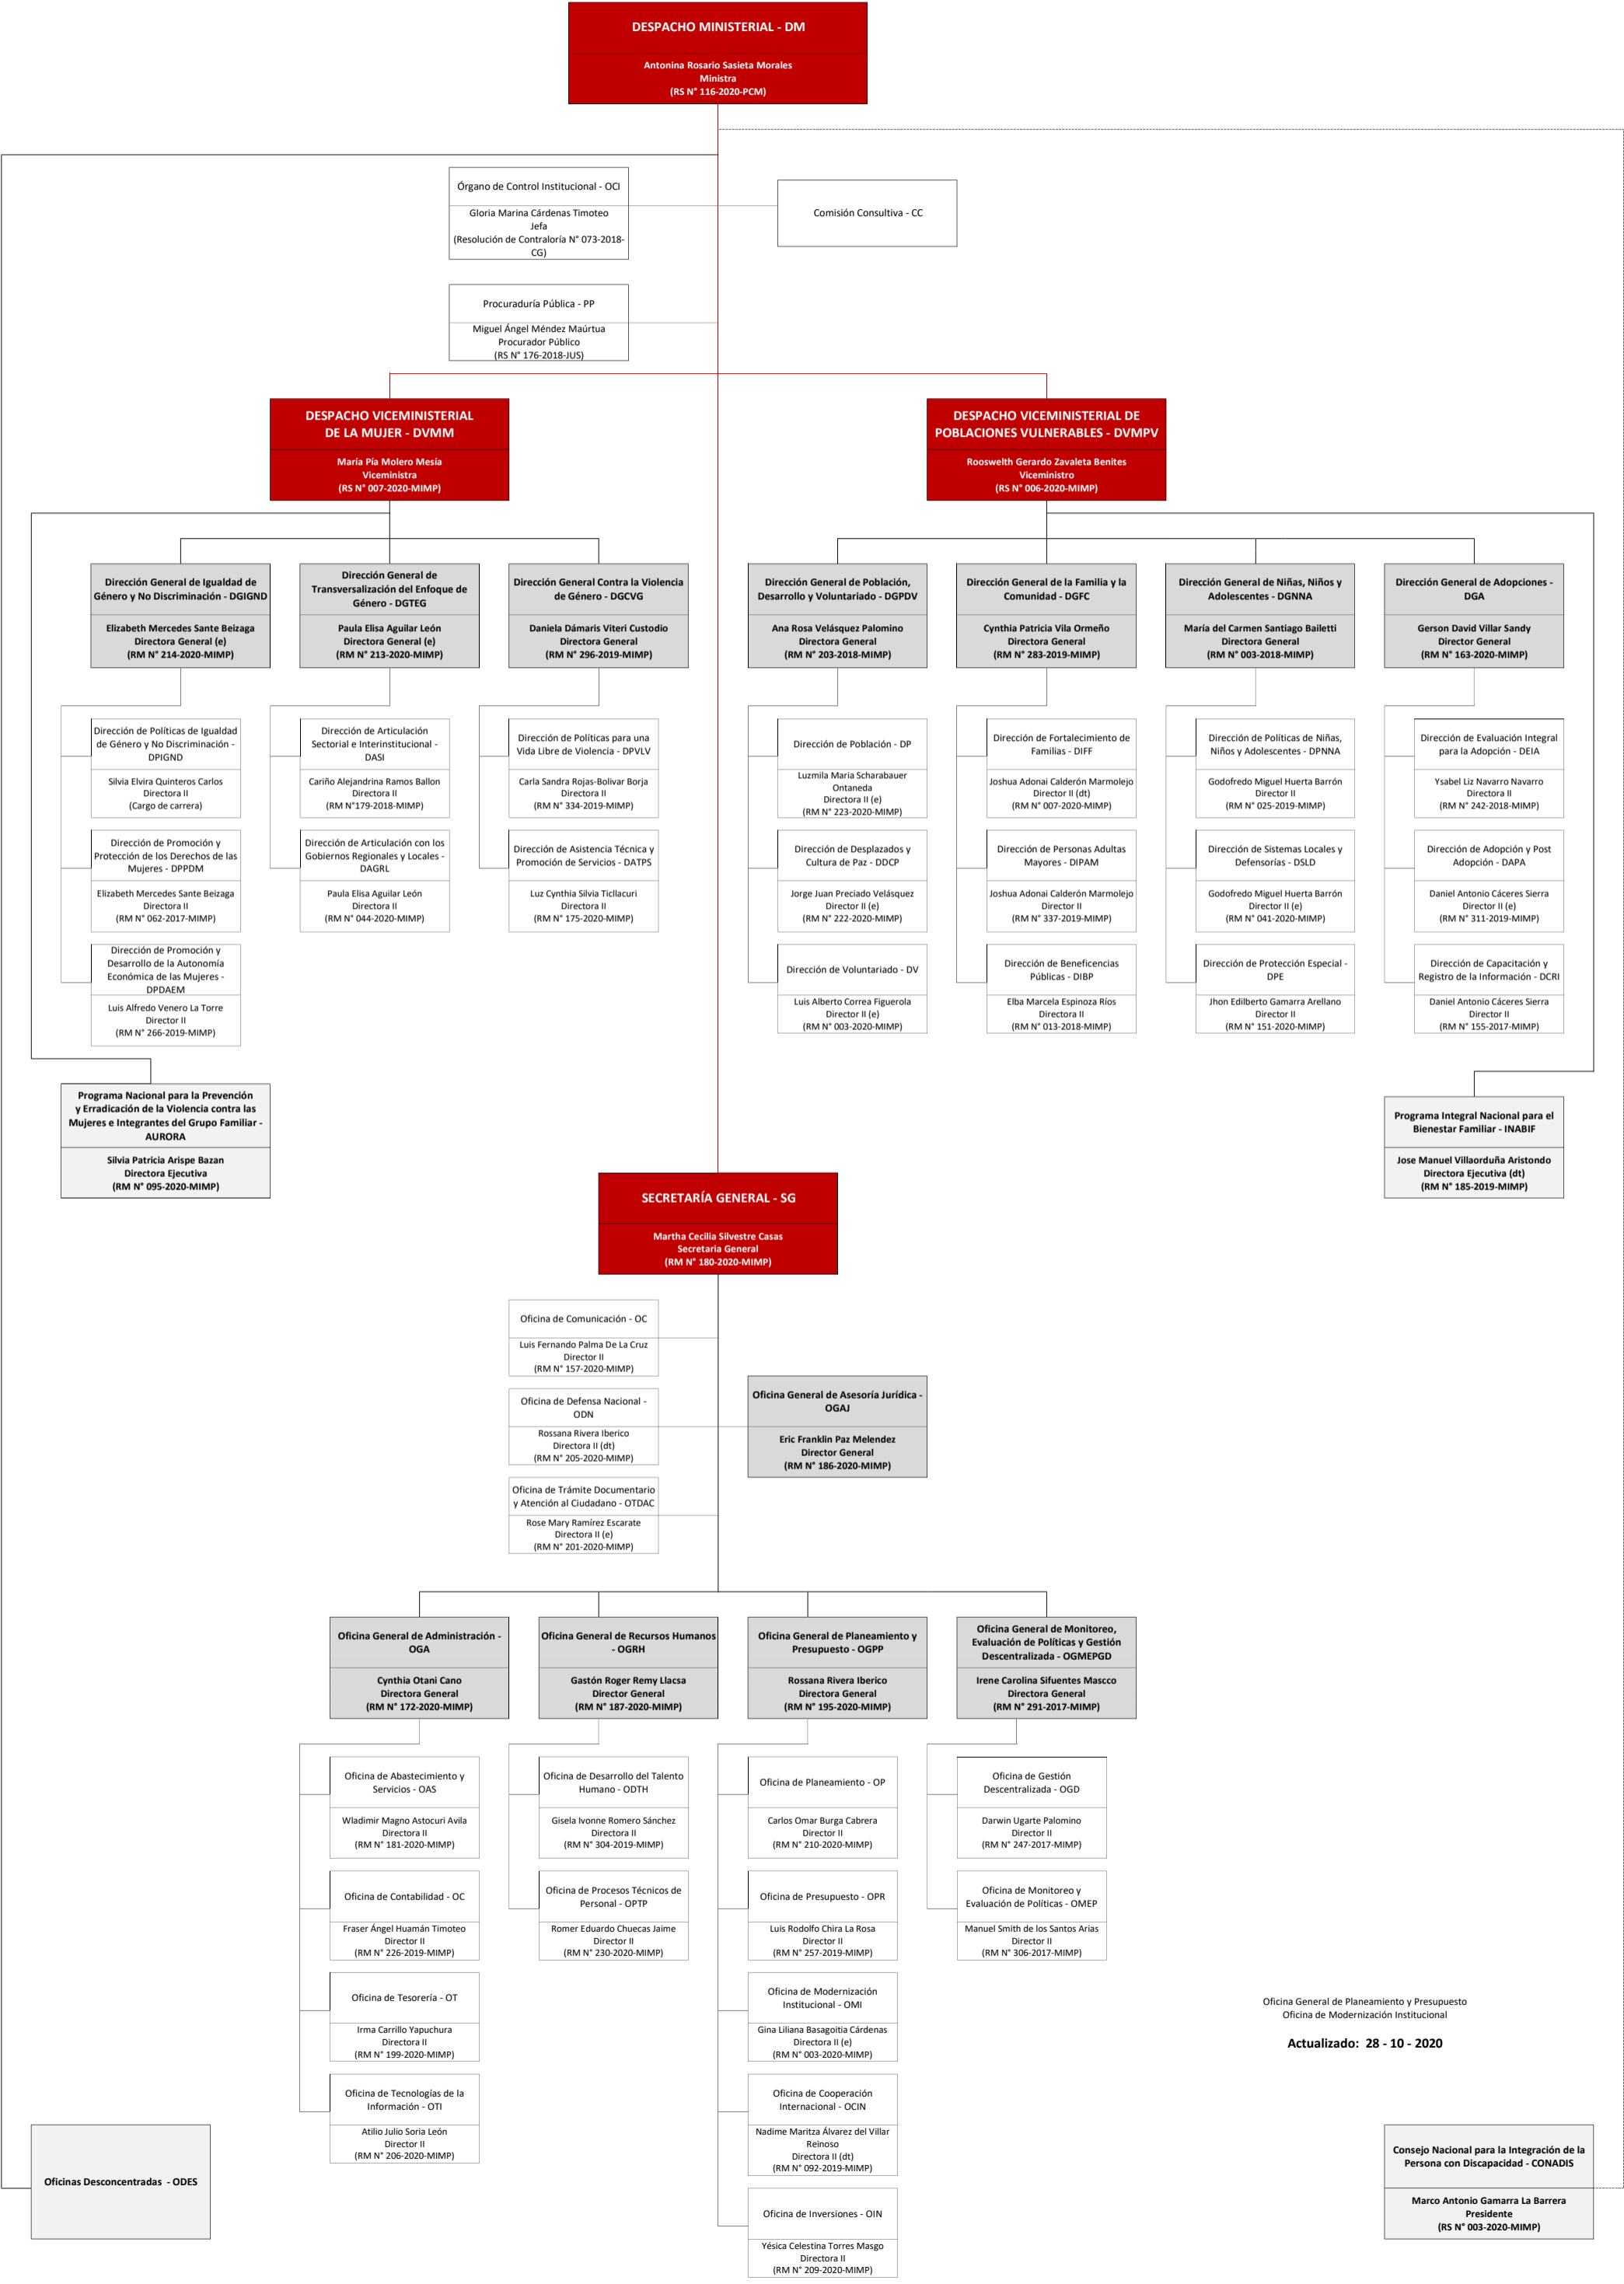 DESPACHO MINISTERIAL - DM
Antonina Rosario Sasieta Morales
Ministra
(RS N° 116-2020-PCM)
Órgano de Control Institucional - OCI
Gloria Marina Cárdenas Timoteo
Jefa
(Resolución de Contraloría N° 073-2018-
CG)
Comisión Consultiva - CC
Procuraduría Pública - PP
Miguel Ángel Méndez Maúrtua
Procurador Público
(RS N° 176-2018-JUS)
DESPACHO VICEMINISTERIAL
DE LA MUJER - DVMM
María Pía Molero Mesía
Viceministra
(RS N° 007-2020-MIMP)
DESPACHO VICEMINISTERIAL DE
POBLACIONES VULNERABLES - DVMPV
Rooswelth Gerardo Zavaleta Benites
Viceministro
(RS N° 006-2020-MIMP)
Dirección General de Igualdad de
Género y No Discriminación - DGIGND
Elizabeth Mercedes Sante Beizaga
Directora General (e)
(RM N° 214-2020-MIMP)
Dirección General de
Transversalización del Enfoque de
Género - DGTEG
Paula Elisa Aguilar León
Directora General (e)
(RM N° 213-2020-MIMP)
Dirección General Contra la Violencia
de Género - DGCVG
Daniela Dámaris Viteri Custodio
Directora General
(RM N° 296-2019-MIMP)
Dirección General de Población,
Desarrollo y Voluntariado - DGPDV
Ana Rosa Velásquez Palomino
Directora General
(RM N° 203-2018-MIMP)
Dirección General de la Familia y la
Comunidad - DGFC
Cynthia Patricia Vila Ormeño
Directora General
(RM N° 283-2019-MIMP)
Dirección General de Niñas, Niños y
Adolescentes - DGNNA
María del Carmen Santiago Bailetti
Directora General
(RM N° 003-2018-MIMP)
Dirección General de Adopciones -
DGA
Gerson David Villar Sandy
Director General
(RM N° 163-2020-MIMP)
Dirección de Políticas de Igualdad
de Género y No Discriminación -
DPIGND
Silvia Elvira Quinteros Carlos
Directora II
(Cargo de carrera)
Dirección de Articulación
Sectorial e Interinstitucional -
DASI
Cariño Alejandrina Ramos Ballon
Directora II
(RM N°179-2018-MIMP)
Dirección de Políticas para una
Vida Libre de Violencia - DPVLV
Carla Sandra Rojas-Bolivar Borja
Directora II
(RM N° 334-2019-MIMP)
Dirección de Población - DP
Luzmila Maria Scharabauer
Ontaneda
Directora II (e)
(RM N° 223-2020-MIMP)
Dirección de Fortalecimiento de
Familias - DIFF
Joshua Adonai Calderón Marmolejo
Director II (dt)
(RM N° 007-2020-MIMP)
Dirección de Políticas de Niñas,
Niños y Adolescentes - DPNNA
Godofredo Miguel Huerta Barrón
Director II
(RM N° 025-2019-MIMP)
Dirección de Evaluación Integral
para la Adopción - DEIA
Ysabel Liz Navarro Navarro
Directora II
(RM N° 242-2018-MIMP)
Dirección de Promoción y
Protección de los Derechos de las
Mujeres - DPPDM
Elizabeth Mercedes Sante Beizaga
Directora II
(RM N° 062-2017-MIMP)
Dirección de Articulación con los
Gobiernos Regionales y Locales -
DAGRL
Paula Elisa Aguilar León
Directora II
(RM N° 044-2020-MIMP)
Dirección de Asistencia Técnica y
Promoción de Servicios - DATPS
Luz Cynthia Silvia Ticllacuri
Directora II
(RM N° 175-2020-MIMP)
Dirección de Desplazados y
Cultura de Paz - DDCP
Jorge Juan Preciado Velásquez
Director II (e)
(RM N° 222-2020-MIMP)
Dirección de Personas Adultas
Mayores - DIPAM
Joshua Adonai Calderón Marmolejo
Director II
(RM N° 337-2019-MIMP)
Dirección de Sistemas Locales y
Defensorías - DSLD
Godofredo Miguel Huerta Barrón
Director II (e)
(RM N° 041-2020-MIMP)
Dirección de Adopción y Post
Adopción - DAPA
Daniel Antonio Cáceres Sierra
Director II (e)
(RM N° 311-2019-MIMP)
Dirección de Promoción y
Desarrollo de la Autonomía
Económica de las Mujeres -
DPDAEM
Luis Alfredo Venero La Torre
Director II
(RM N° 266-2019-MIMP)
Dirección de Voluntariado - DV
Luis Alberto Correa Figuerola
Director II (e)
(RM N° 003-2020-MIMP)
Dirección de Beneficencias
Públicas - DIBP
Elba Marcela Espinoza Ríos
Directora II
(RM N° 013-2018-MIMP)
Dirección de Protección Especial -
DPE
Jhon Edilberto Gamarra Arellano
Director II
(RM N° 151-2020-MIMP)
Dirección de Capacitación y
Registro de la Información - DCRI
Daniel Antonio Cáceres Sierra
Director II
(RM N° 155-2017-MIMP)
Programa Nacional para la Prevención
y Erradicación de la Violencia contra las
Mujeres e Integrantes del Grupo Familiar -
AURORA
Silvia Patricia Arispe Bazan
Directora Ejecutiva
(RM N° 095-2020-MIMP)
Programa Integral Nacional para el
Bienestar Familiar - INABIF
Jose Manuel Villaorduña Aristondo
Directora Ejecutiva (dt)
(RM N° 185-2019-MIMP)
SECRETARÍA GENERAL - SG
Martha Cecilia Silvestre Casas
Secretaria General
(RM N° 180-2020-MIMP)
Oficina de Comunicación - OC
Luis Fernando Palma De La Cruz
Director II
(RM N° 157-2020-MIMP)
Oficina de Defensa Nacional -
ODN
Rossana Rivera Iberico
Directora II (dt)
(RM N° 205-2020-MIMP)
Oficina General de Asesoría Jurídica -
OGAJ
Eric Franklin Paz Melendez
Director General
(RM N° 186-2020-MIMP)
Oficina de Trámite Documentario
y Atención al Ciudadano - OTDAC
Rose Mary Ramírez Escarate
Directora II (e)
(RM N° 201-2020-MIMP)
Oficina General de Administración -
OGA
Cynthia Otani Cano
Directora General
(RM N° 172-2020-MIMP)
Oficina General de Recursos Humanos
- OGRH
Gastón Roger Remy Llacsa
Director General
(RM N° 187-2020-MIMP)
Oficina General de Planeamiento y
Presupuesto - OGPP
Rossana Rivera Iberico
Directora General
(RM N° 195-2020-MIMP)
Oficina General de Monitoreo,
Evaluación de Políticas y Gestión
Descentralizada - OGMEPGD
Irene Carolina Sifuentes Mascco
Directora General
(RM N° 291-2017-MIMP)
Oficina de Abastecimiento y
Servicios - OAS
Wladimir Magno Astocuri Avila
Directora II
(RM N° 181-2020-MIMP)
Oficina de Desarrollo del Talento
Humano - ODTH
Gisela Ivonne Romero Sánchez
Directora II
(RM N° 304-2019-MIMP)
Oficina de Planeamiento - OP
Carlos Omar Burga Cabrera
Director II
(RM N° 210-2020-MIMP)
Oficina de Gestión
Descentralizada - OGD
Darwin Ugarte Palomino
Director II
(RM N° 247-2017-MIMP)
Oficina de Contabilidad - OC
Fraser Ángel Huamán Timoteo
Director II
(RM N° 226-2019-MIMP)
Oficina de Procesos Técnicos de
Personal - OPTP
Romer Eduardo Chuecas Jaime
Director II
(RM N° 230-2020-MIMP)
Oficina de Presupuesto - OPR
Luis Rodolfo Chira La Rosa
Director II
(RM N° 257-2019-MIMP)
Oficina de Monitoreo y
Evaluación de Políticas - OMEP
Manuel Smith de los Santos Arias
Director II
(RM N° 306-2017-MIMP)
Oficina de Tesorería - OT
Irma Carrillo Yapuchura
Directora II
(RM N° 199-2020-MIMP)
Oficina de Modernización
Institucional - OMI
Gina Liliana Basagoitia Cárdenas
Directora II (e)
(RM N° 003-2020-MIMP)
Oficina General de Planeamiento y Presupuesto
Oficina de Modernización Institucional
Actualizado: 28 - 10 - 2020
Oficina de Tecnologías de la
Información - OTI
Atilio Julio Soria León
Director II
(RM N° 206-2020-MIMP)
Oficina de Cooperación
Internacional - OCIN
Nadime Maritza Álvarez del Villar
Reinoso
Directora II (dt)
(RM N° 092-2019-MIMP)
Oficinas Desconcentradas - ODES
Consejo Nacional para la Integración de la
Persona con Discapacidad - CONADIS
Marco Antonio Gamarra La Barrera
Presidente
(RS N° 003-2020-MIMP)
Oficina de Inversiones - OIN
Yésica Celestina Torres Masgo
Directora II
(RM N° 209-2020-MIMP)